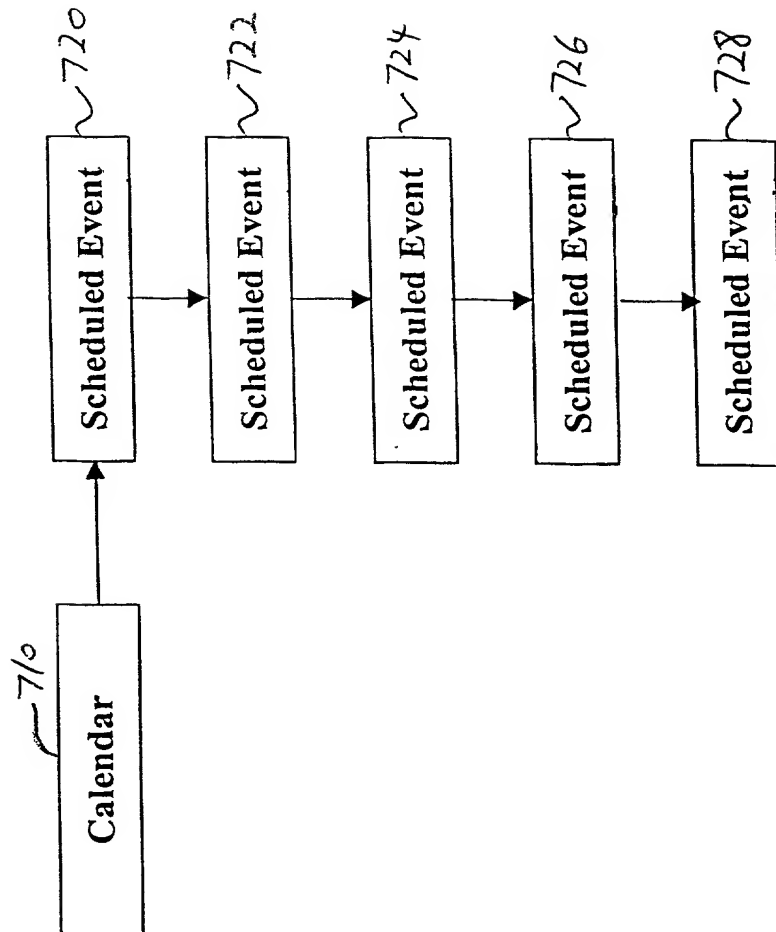 710
Calendar
Scheduled Event
720
Scheduled Event
722
Scheduled Event
724
Scheduled Event
726
Scheduled Event
728